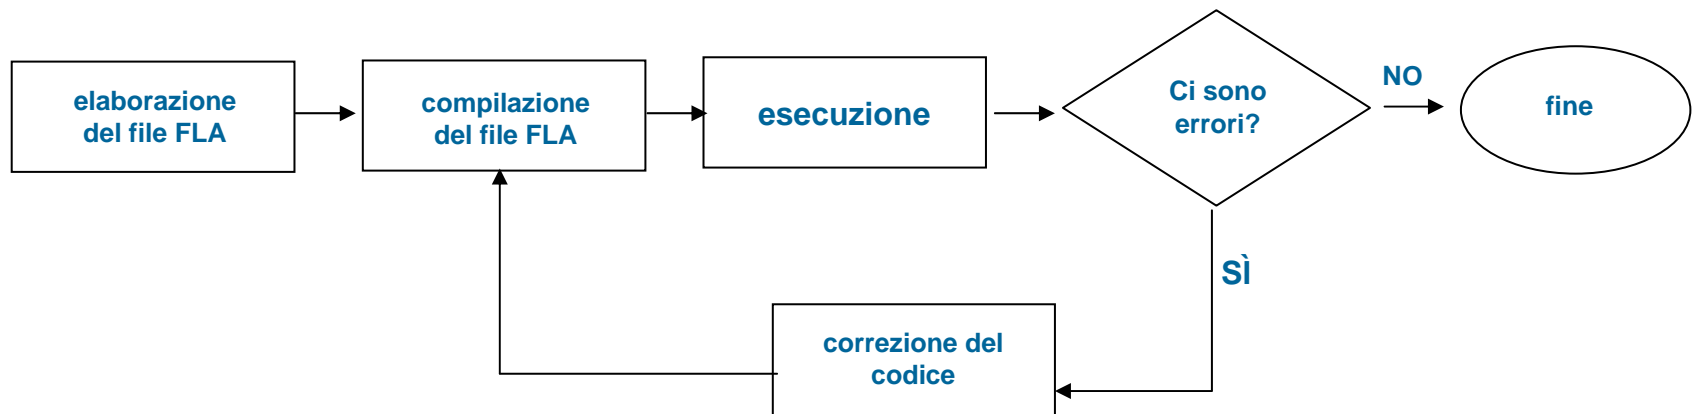 elaborazione
del file FLA
compilazione
del file FLA
esecuzione
Ci sono
errori?
NO
fine
SÌ
correzione del
codice